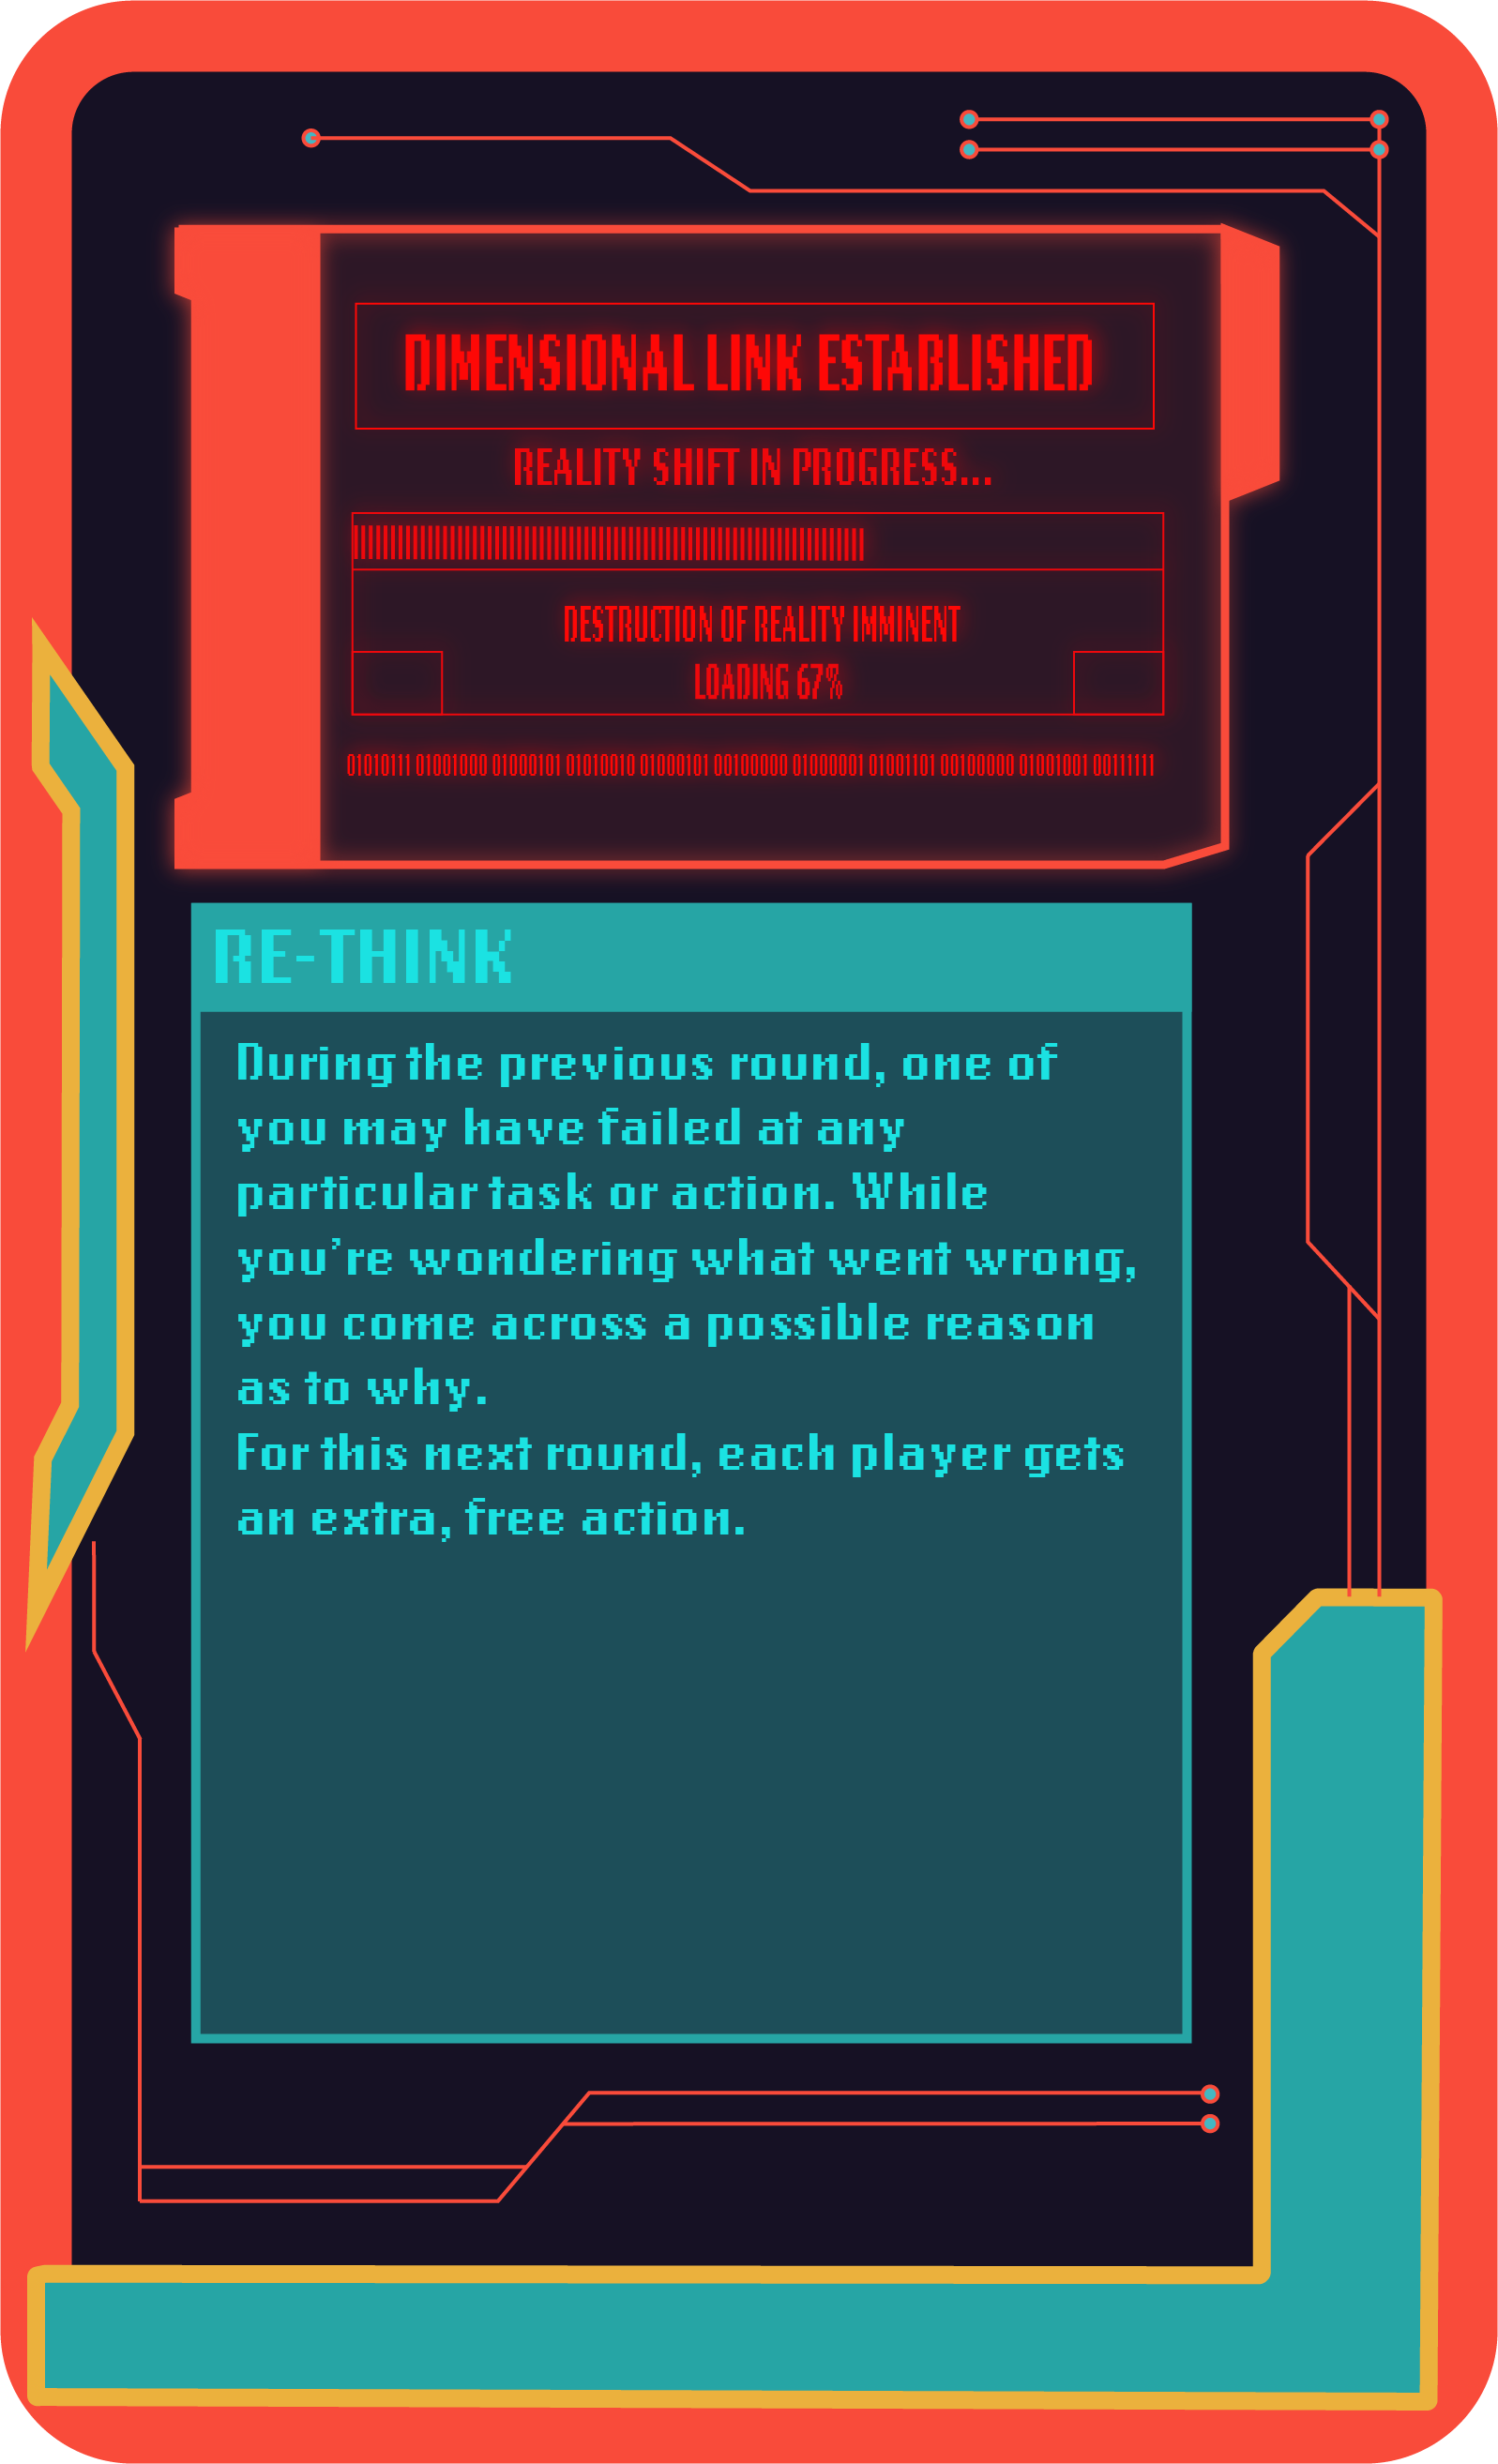 DIMENSIONAL LINK ESTABLISHED
REALITY SHIFT IN PROGRESS...
DESTRUCTION OF REALITY IMMINENT
LOADING 67%
01010111 01001000 01000101 01010010 01000101 00100000 01000001 01001101 00100000 01001001 00111111
RE-THINK
During the previous round, one of
you may have failed at any
particular task or action. While
you're wondering what went wrong,
you come across a possible reason
as to why.
For this next round, each player gets
an extra, free action.